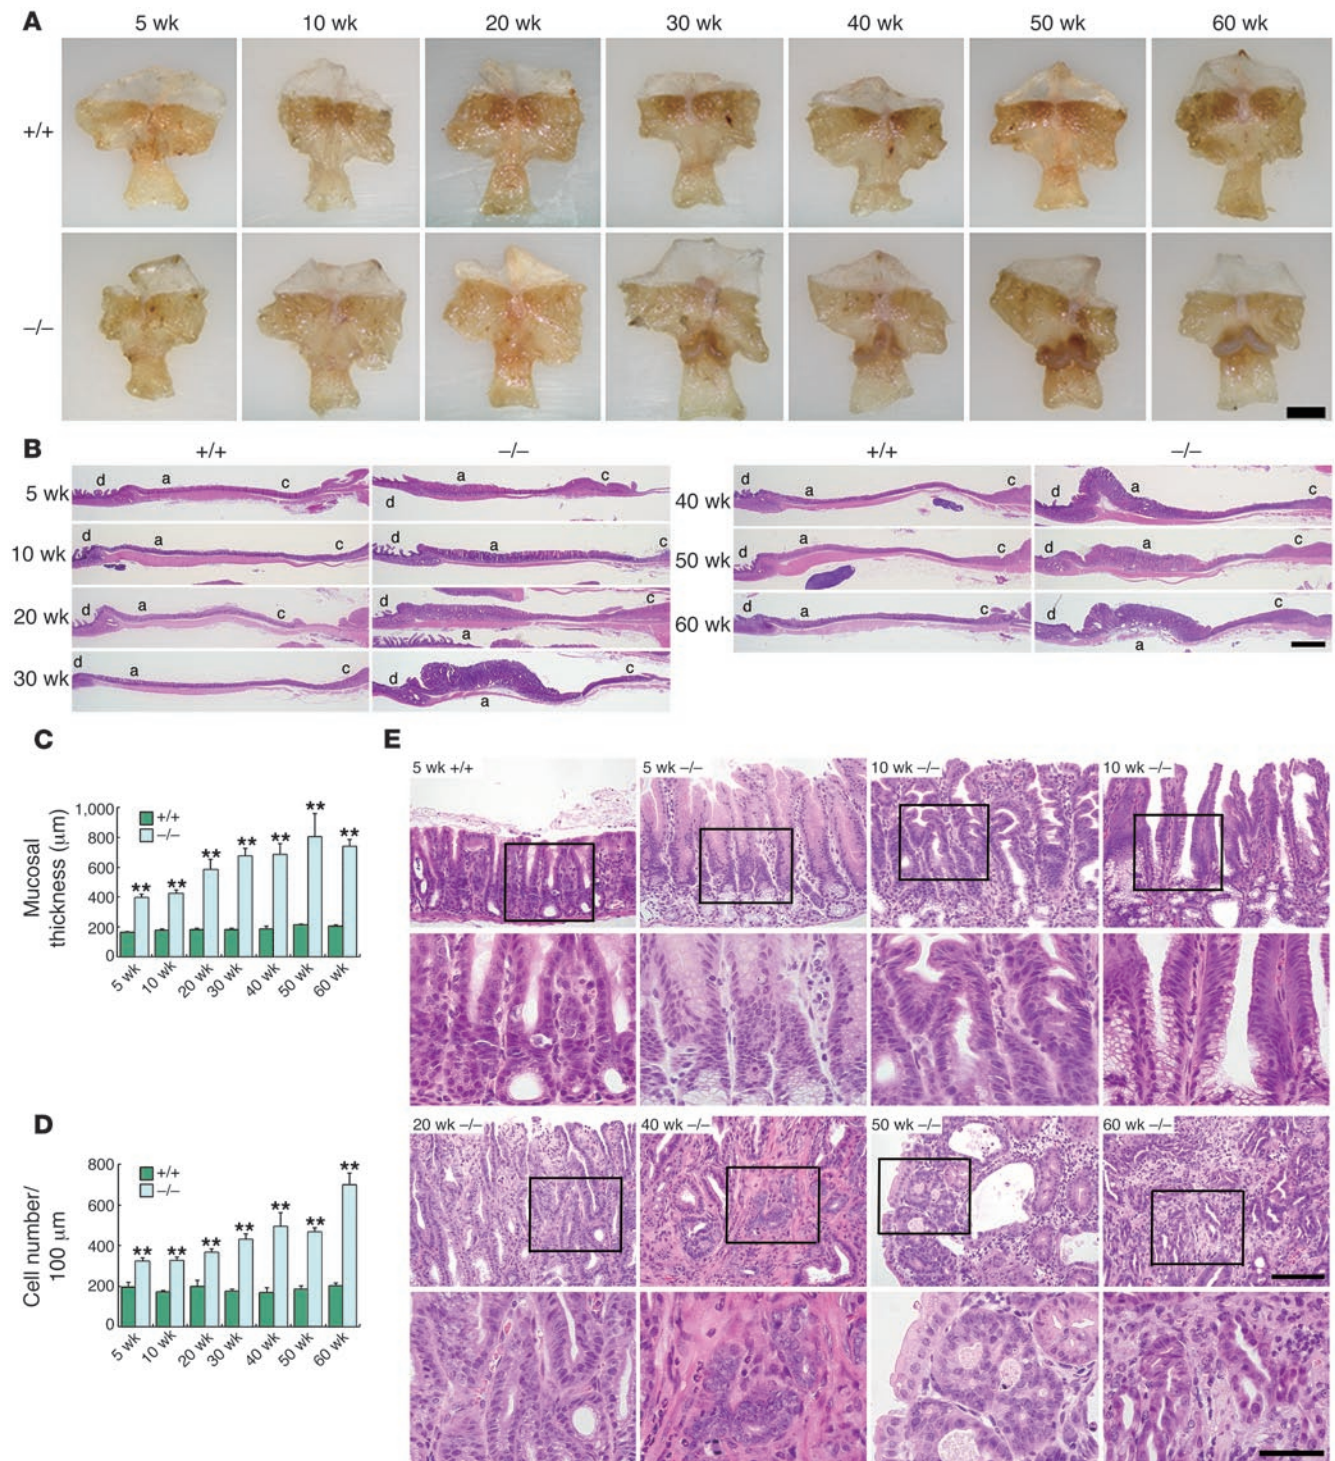 A
5 wk 10 wk 20 wk 30 wk 40 wk 50 wk 60 wk
+/+
–/–
B
+/+ –/–
5 wk d a c d a c
10 wk d a c d a c
20 wk d a c d a c
30 wk d a c d a c
+/+ –/–
40 wk d a c d a c
50 wk d a c d a c
60 wk d a c d a c
C
Mucosal
thickness (μm)
+/+
–/–
1,000
800
600
400
200
0
** ** ** ** ** ** **
5 wk 10 wk 20 wk 30 wk 40 wk 50 wk 60 wk
D
Cell number/
100 μm
+/+
–/–
800
600
400
200
0
** ** ** ** ** ** **
5 wk 10 wk 20 wk 30 wk 40 wk 50 wk 60 wk
E
5 wk +/+ 5 wk –/– 10 wk –/– 10 wk –/–
20 wk –/– 40 wk –/– 50 wk –/– 60 wk –/–